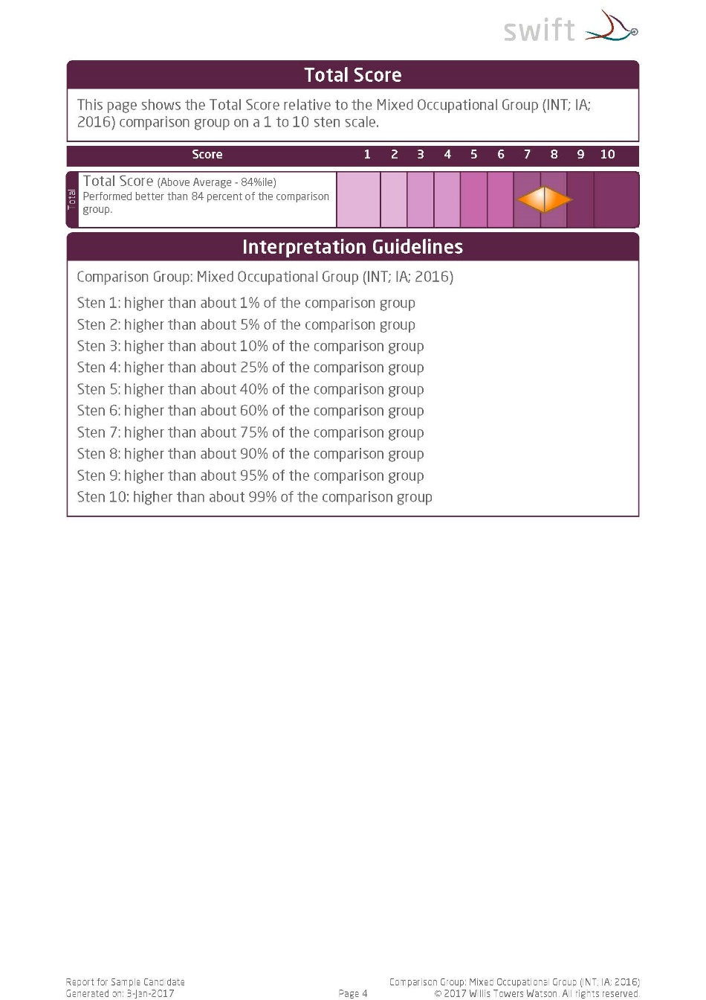 swift
Total Score
This page shows the Total Score relative to the Mixed Occupational Group (INT; IA;
2016) comparison group on a 1 to 10 sten scale.
Score 1 2 3 4 5 6 7 8 9 10
Total
Total Score (Above Average - 84%ile)
Performed better than 84 percent of the comparison
group.
Interpretation Guidelines
Comparison Group: Mixed Occupational Group (INT; IA; 2016)
Sten 1: higher than about 1% of the comparison group
Sten 2: higher than about 5% of the comparison group
Sten 3: higher than about 10% of the comparison group
Sten 4: higher than about 25% of the comparison group
Sten 5: higher than about 40% of the comparison group
Sten 6: higher than about 60% of the comparison group
Sten 7: higher than about 75% of the comparison group
Sten 8: higher than about 90% of the comparison group
Sten 9: higher than about 95% of the comparison group
Sten 10: higher than about 99% of the comparison group
Report for Sample Candidate Comparison Group: Mixed Occupational Group (INT; IA; 2016)
Generated on: 3-Jan-2017 Page 4 © 2017 Willis Towers Watson. All rights reserved.